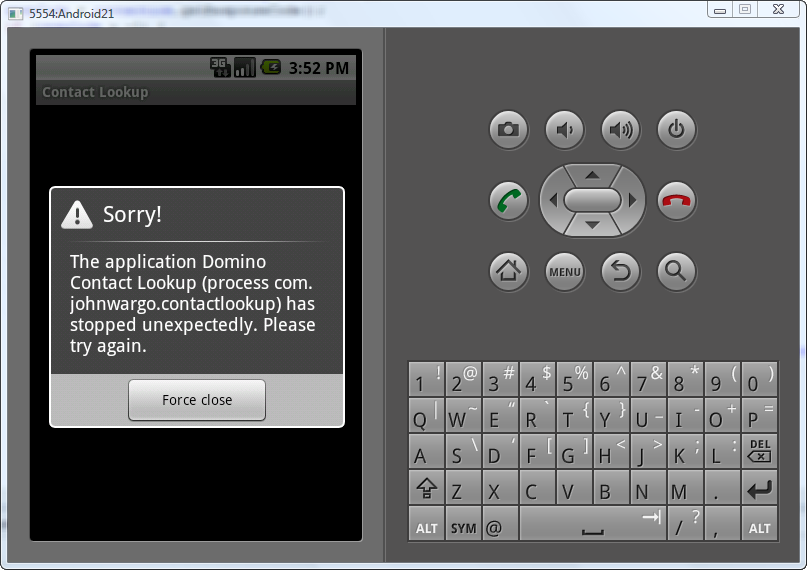 5554:Android21
3G 3:52 PM
Contact Lookup
Sorry!
The application Domino
Contact Lookup (process com.
johnwargo.contactlookup) has
stopped unexpectedly. Please
try again.
Force close
MENU
1 ! 2 @ 3 # 4 $ 5 % 6 ^ 7 & 8 * 9 ( 0 )
Q | W ~ E “ R ` T { Y } U _ I - O + P =
A S \ D ‘ F [ G ] H < J > K ; L : DEL
Z X C V B N M .
ALT SYM @ / ? , ALT